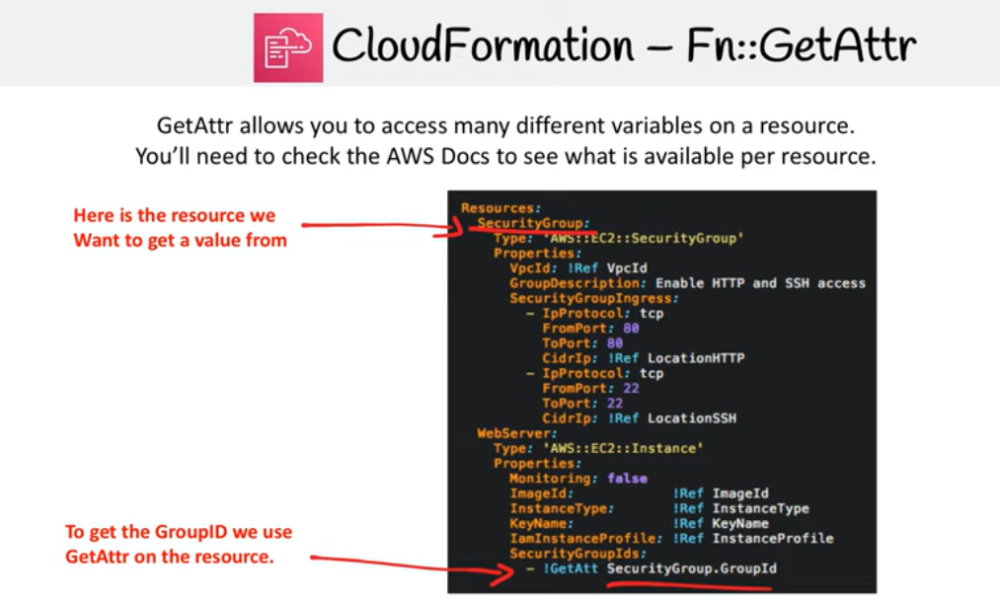 CloudFormation – Fn::GetAttr
GetAttr allows you to access many different variables on a resource.
You'll need to check the AWS Docs to see what is available per resource.
Here is the resource we
Want to get a value from
Resources:
SecurityGroup:
Type: 'AWS::EC2::SecurityGroup'
Properties:
VpcId: !Ref VpcId
GroupDescription: Enable HTTP and SSH access
SecurityGroupIngress:
- IpProtocol: tcp
FromPort: 80
ToPort: 80
CidrIp: !Ref LocationHTTP
- IpProtocol: tcp
FromPort: 22
ToPort: 22
CidrIp: !Ref LocationSSH
WebServer:
Type: 'AWS::EC2::Instance'
Properties:
Monitoring: false
ImageId: !Ref ImageId
InstanceType: !Ref InstanceType
KeyName: !Ref KeyName
IamInstanceProfile: !Ref InstanceProfile
SecurityGroupIds:
- !GetAtt SecurityGroup.GroupId
To get the GroupID we use
GetAttr on the resource.